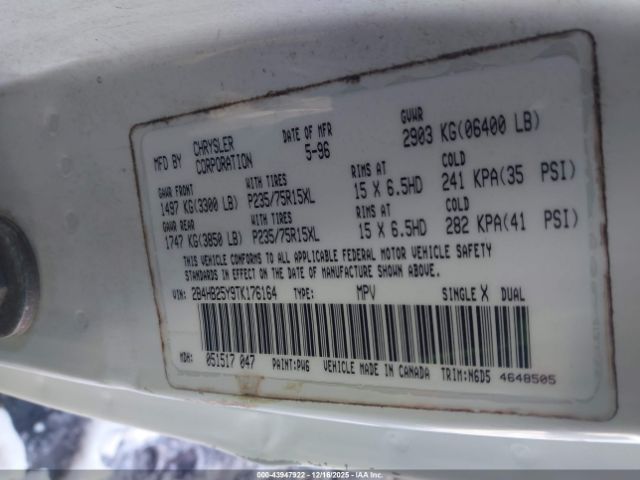 MFD BY CHRYSLER CORPORATION DATE OF MFR 5-96 GVWR 2903 KG(06400 LB)
GAWR FRONT WITH TIRES RIMS AT COLD
1497 KG(3300 LB) P235/75R15XL 15 X 6.5HD 241 KPA(35 PSI)
GAWR REAR WITH TIRES RIMS AT COLD
1747 KG(3850 LB) P235/75R15XL 15 X 6.5HD 282 KPA(41 PSI)
THIS VEHICLE CONFORMS TO ALL APPLICABLE FEDERAL MOTOR VEHICLE SAFETY
STANDARDS IN EFFECT ON THE DATE OF MANUFACTURE SHOWN ABOVE.
VIN: 2B4HB25Y9TK176164 TYPE: MPV SINGLE X DUAL
MDH: 051517 047 PAINT:PW6 VEHICLE MADE IN CANADA TRIM:N6D5 4648505
000-43947922 - 12/16/2025 - IAAI.COM